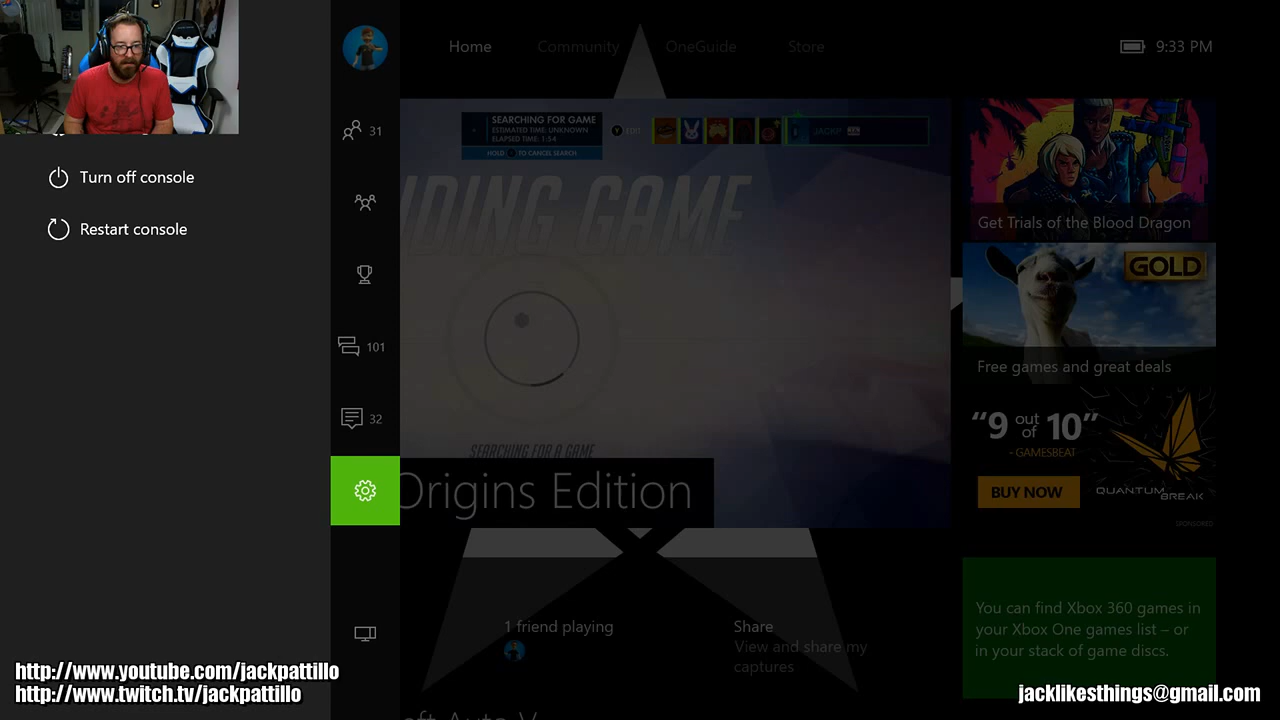 Home
Community
OneGuide
Store
9:33 PM
31
Turn off console
Restart console
101
32
SEARCHING FOR GAME
ESTIMATED TIME: UNKNOWN
ELAPSED TIME: 1:54
HOLD TO CANCEL SEARCH
Y EDIT
JACKP
DING GAME
SEARCHING FOR A GAME
Origins Edition
Get Trials of the Blood Dragon
GOLD
Free games and great deals
“9 out of 10”
- GAMESBEAT
BUY NOW
QUANTUM BREAK
SPONSORED
1 friend playing
Share
View and share my
captures
You can find Xbox 360 games in
your Xbox One games list – or
in your stack of game discs.
http://www.youtube.com/jackpattillo
http://www.twitch.tv/jackpattillo
jacklikesthings@gmail.com